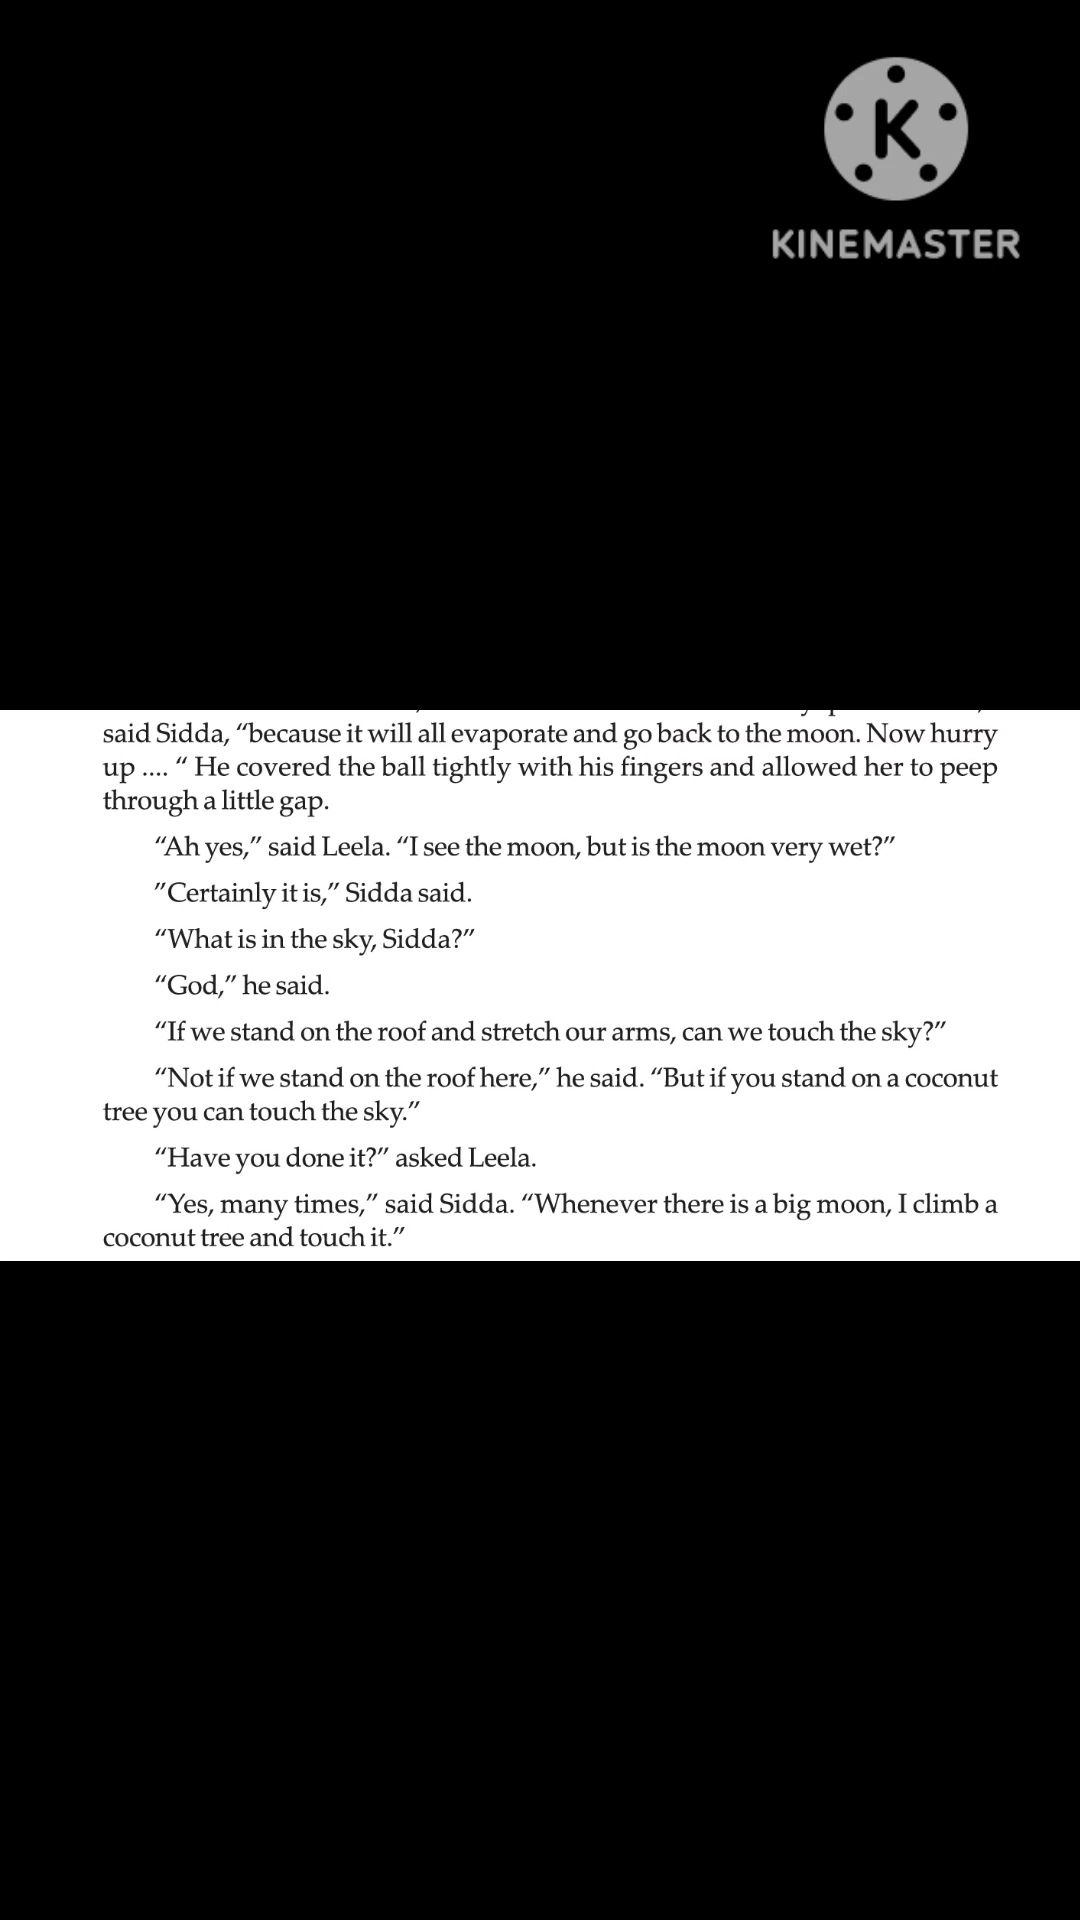 KINEMASTER
said Sidda, “because it will all evaporate and go back to the moon. Now hurry
up .... “ He covered the ball tightly with his fingers and allowed her to peep
through a little gap.
“Ah yes,” said Leela. “I see the moon, but is the moon very wet?”
”Certainly it is,” Sidda said.
“What is in the sky, Sidda?”
“God,” he said.
“If we stand on the roof and stretch our arms, can we touch the sky?”
“Not if we stand on the roof here,” he said. “But if you stand on a coconut
tree you can touch the sky.”
“Have you done it?” asked Leela.
“Yes, many times,” said Sidda. “Whenever there is a big moon, I climb a
coconut tree and touch it.”